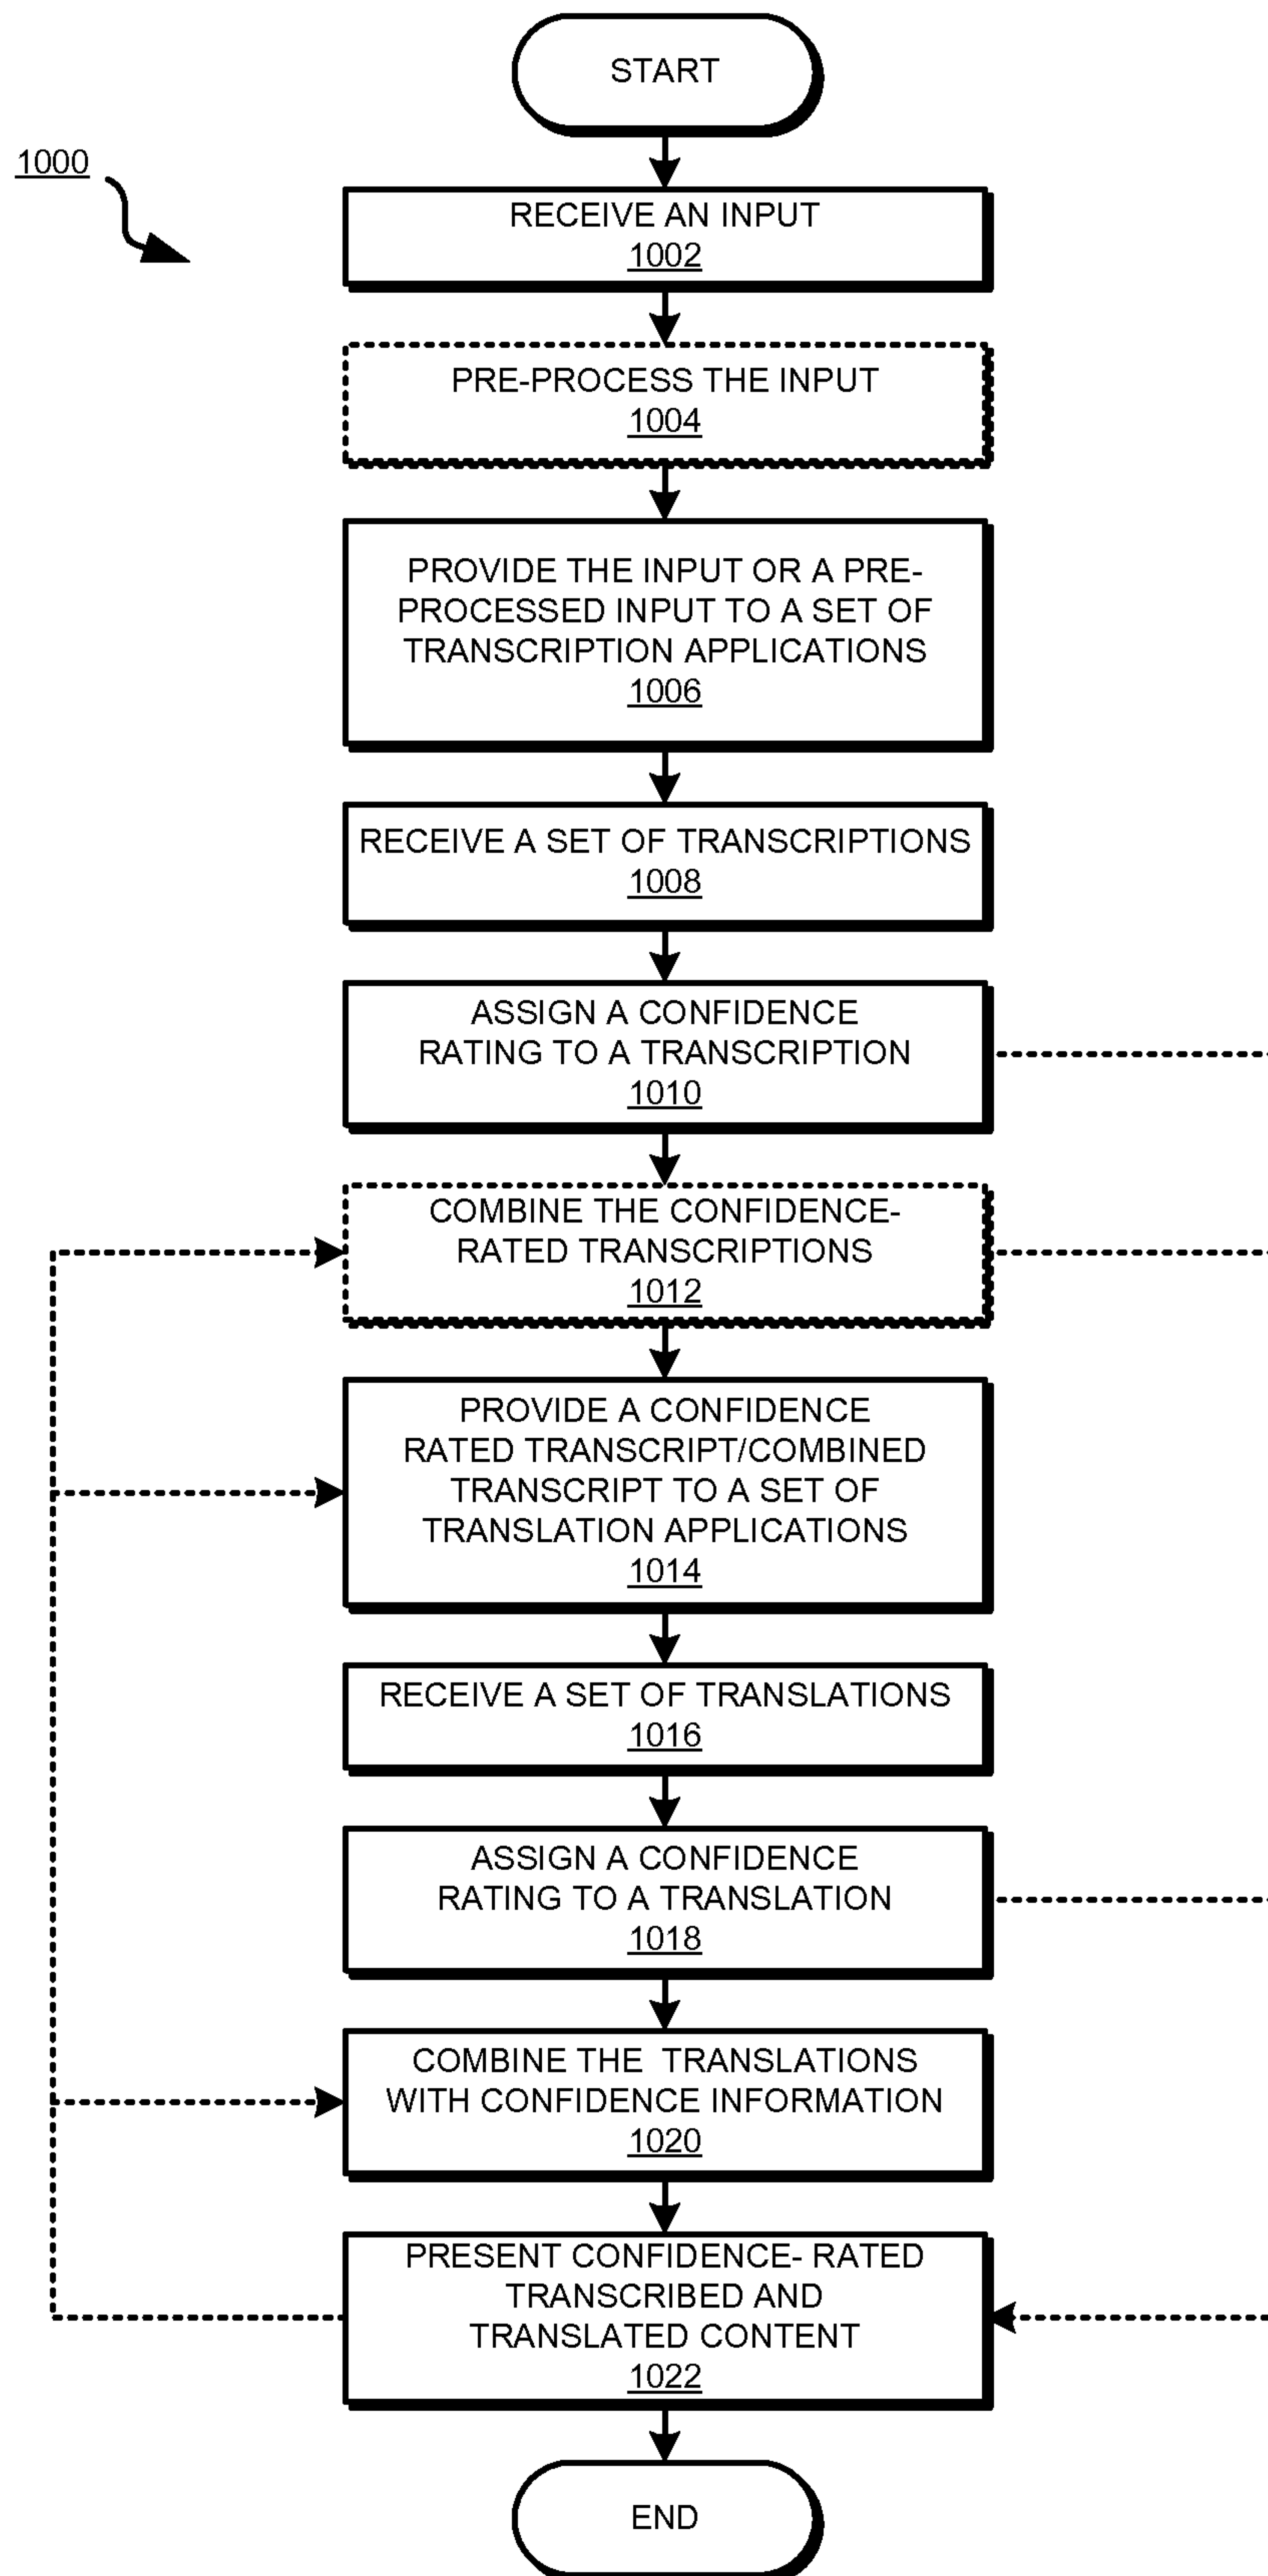 START
1000
RECEIVE AN INPUT
1002
PRE-PROCESS THE INPUT
1004
PROVIDE THE INPUT OR A PRE-
PROCESSED INPUT TO A SET OF
TRANSCRIPTION APPLICATIONS
1006
RECEIVE A SET OF TRANSCRIPTIONS
1008
ASSIGN A CONFIDENCE
RATING TO A TRANSCRIPTION
1010
COMBINE THE CONFIDENCE-
RATED TRANSCRIPTIONS
1012
PROVIDE A CONFIDENCE
RATED TRANSCRIPT/COMBINED
TRANSCRIPT TO A SET OF
TRANSLATION APPLICATIONS
1014
RECEIVE A SET OF TRANSLATIONS
1016
ASSIGN A CONFIDENCE
RATING TO A TRANSLATION
1018
COMBINE THE TRANSLATIONS
WITH CONFIDENCE INFORMATION
1020
PRESENT CONFIDENCE- RATED
TRANSCRIBED AND
TRANSLATED CONTENT
1022
END